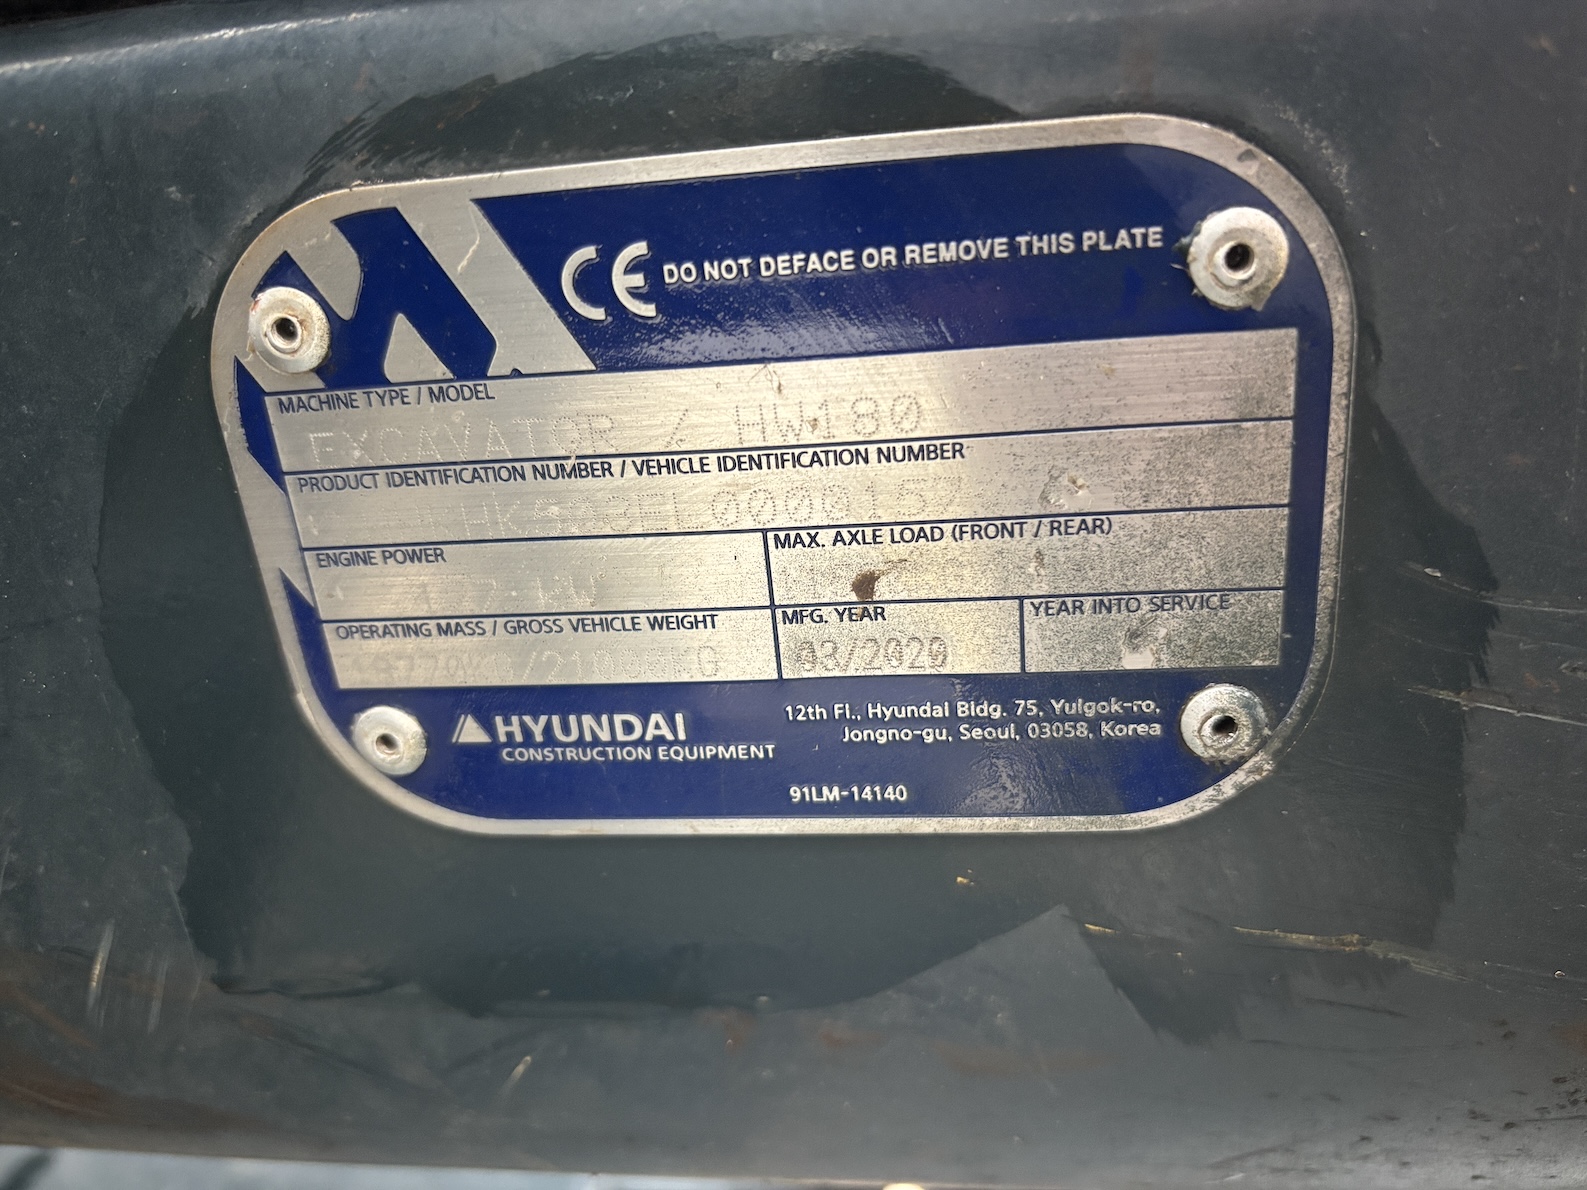 CE DO NOT DEFACE OR REMOVE THIS PLATE
MACHINE TYPE / MODEL
EXCAVATOR / HW180
PRODUCT IDENTIFICATION NUMBER / VEHICLE IDENTIFICATION NUMBER
ENGINE POWER
MAX. AXLE LOAD (FRONT / REAR)
kW
OPERATING MASS / GROSS VEHICLE WEIGHT
MFG. YEAR
YEAR INTO SERVICE
03/2020
HYUNDAI
CONSTRUCTION EQUIPMENT
12th Fl., Hyundai Bldg. 75, Yulgok-ro,
Jongno-gu, Seoul, 03058, Korea
91LM-14140